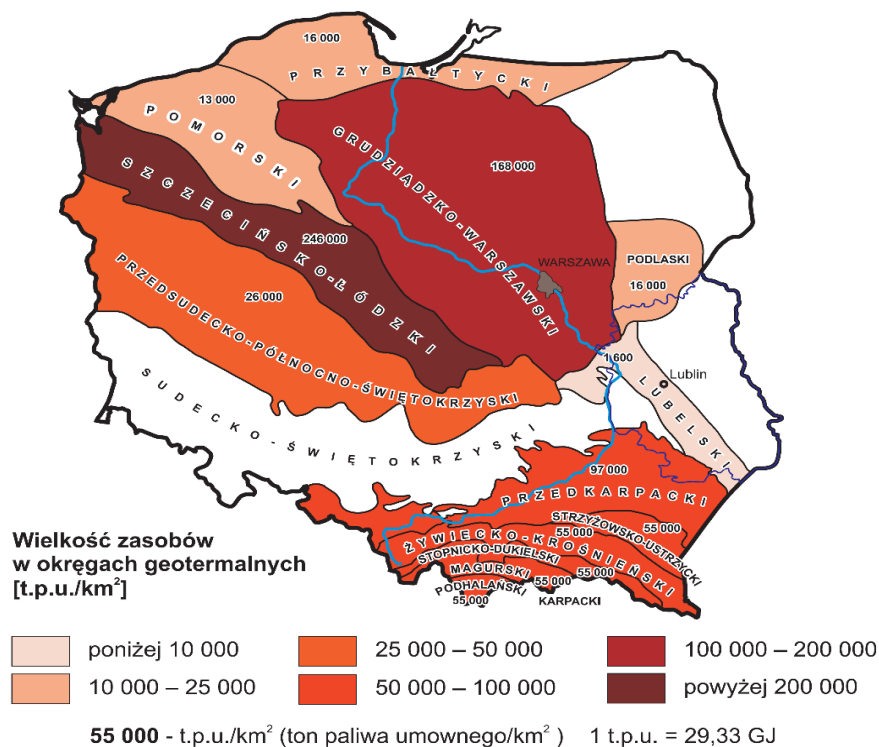 16 000
PRZYBAŁTYCKI
13 000
POMORSKI
GRUDZIĄDZKO-WARSZAWSKI
168 000
SZCZECIŃSKO-ŁÓDZKI
246 000
WARSZAWA
PODLASKI
16 000
PRZEDSUDECKO-PÓŁNOCNO-ŚWIĘTOKRZYSKI
26 000
1 600
Lublin
LUBELSKI
SUDECKO-ŚWIĘTOKRZYSKI
97 000
PRZEDKARPACKI
STRZYŻOWSKO-USTRZYCKI
55 000
55 000
ŻYWIECKO-KROŚNIEŃSKI
STOPNICKO-DUKIELSKI
55 000
MAGURSKI
55 000
PODHALAŃSKI
55 000
KARPACKI
Wielkość zasobów
w okręgach geotermalnych
[t.p.u./km²]
poniżej 10 000
25 000 – 50 000
100 000 – 200 000
10 000 – 25 000
50 000 – 100 000
powyżej 200 000
55 000 - t.p.u./km² (ton paliwa umownego/km² ) 1 t.p.u. = 29,33 GJ